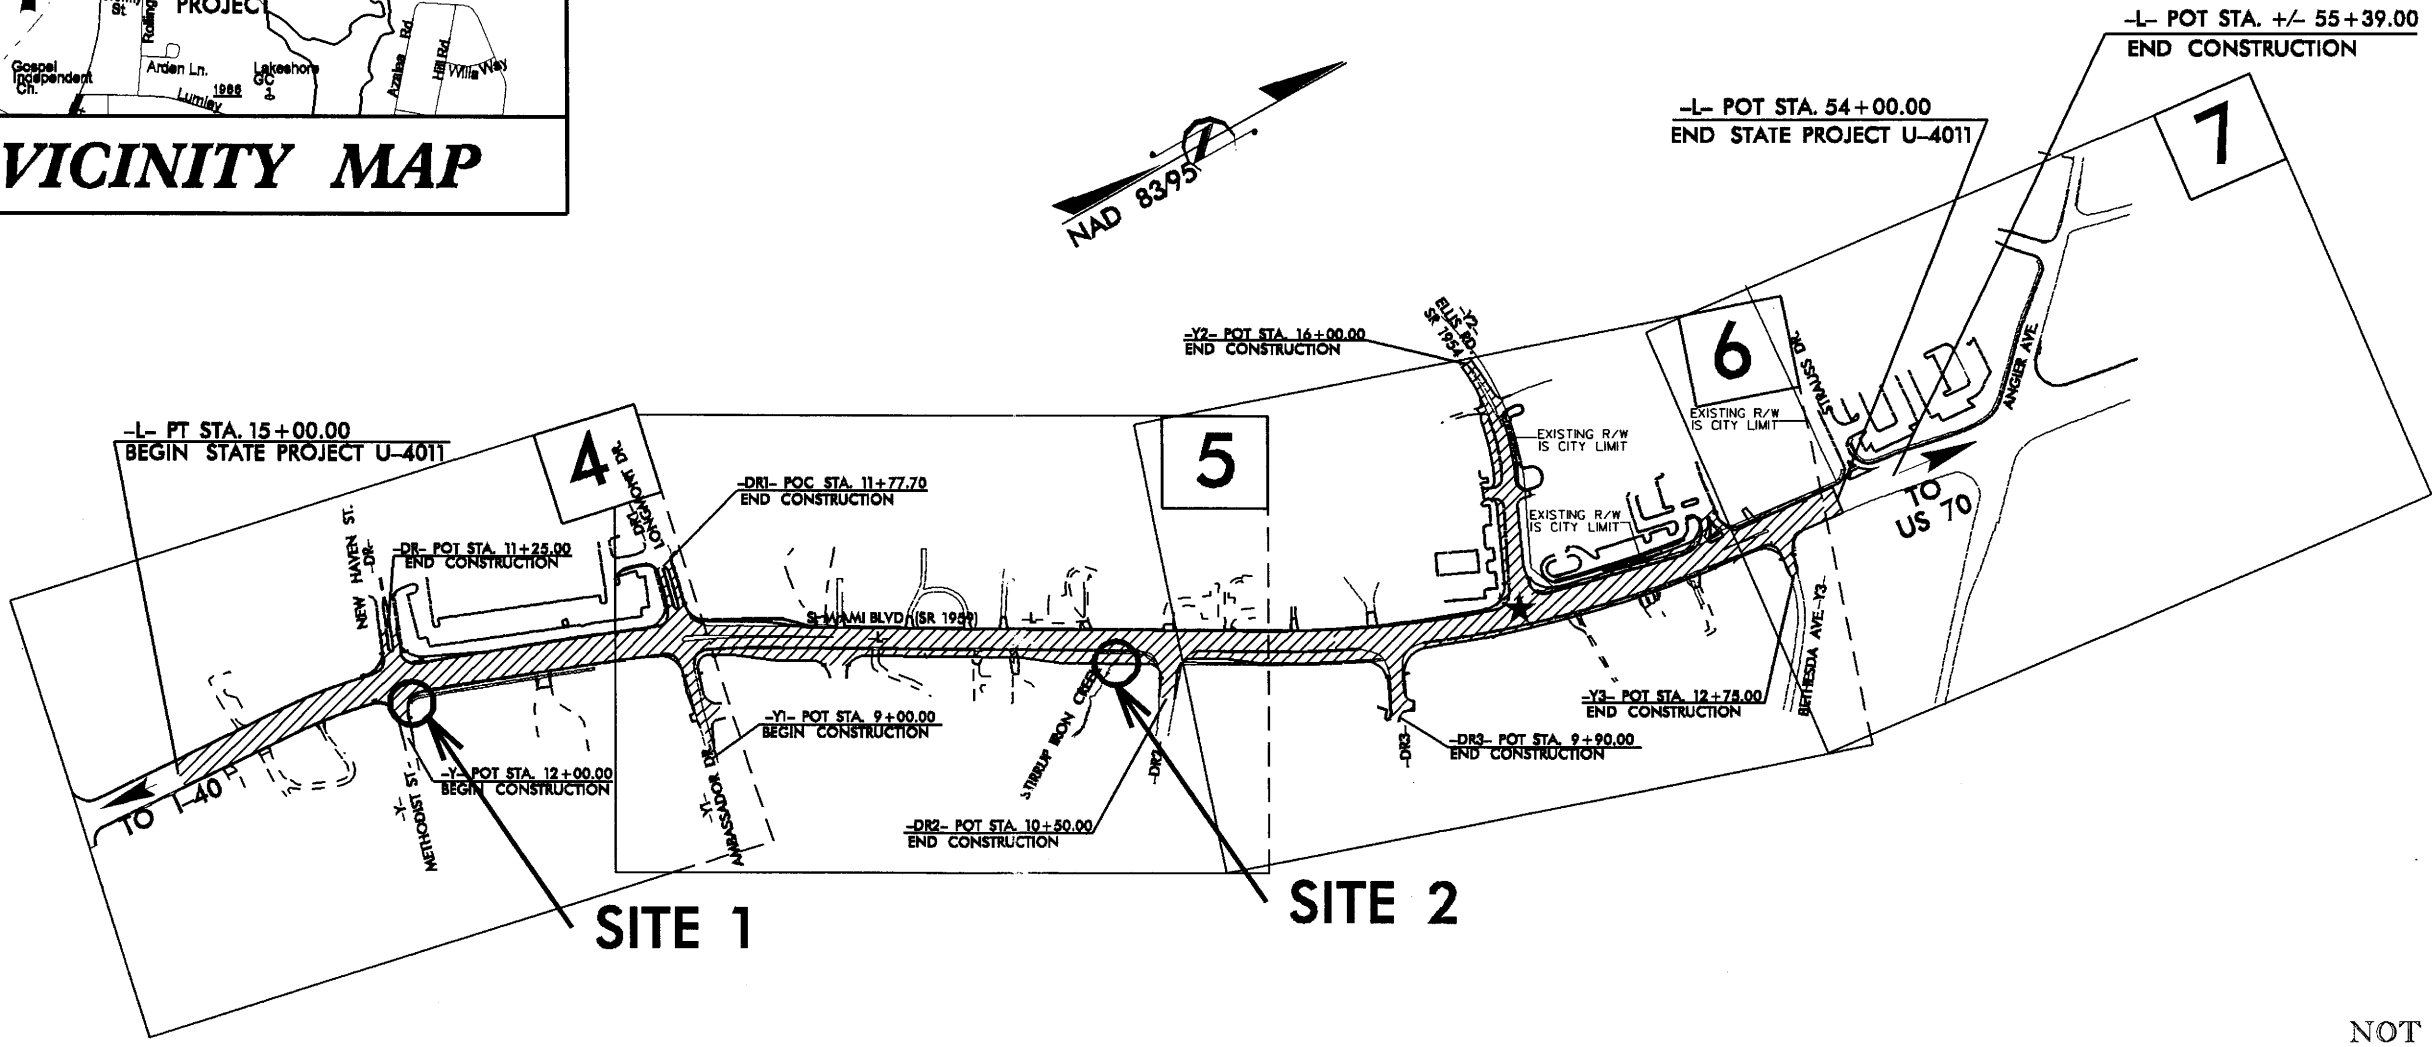 PROJECT
St
Rolling
Gospel
Independent
Ch.
Arden Ln.
Lakeshore
GC
Lumley
1966
Azalea Rd
Hill Rd
Willa Way
VICINITY MAP
NAD 83/95
-L- POT STA. +/- 55+39.00
END CONSTRUCTION
-L- POT STA. 54+00.00
END STATE PROJECT U-4011
7
-Y2- POT STA. 16+00.00
END CONSTRUCTION
-Y2-
ELLIS RD.
SR 1954
6
STRAUSS DR.
EXISTING R/W
IS CITY LIMIT
ANGIER AVE
-L- PT STA. 15+00.00
BEGIN STATE PROJECT U-4011
4
-DR1-
LONGMONT DR.
5
EXISTING R/W
IS CITY LIMIT
-DR1- POC STA. 11+77.70
END CONSTRUCTION
EXISTING R/W
IS CITY LIMIT
TO
US 70
NEW HAVEN ST.
-DR-
-DR- POT STA. 11+25.00
END CONSTRUCTION
S. MIAMI BLVD (SR 1959)
-L-
-Y3- POT STA. 12+75.00
END CONSTRUCTION
BETHESDA AVE -Y3-
-Y1- POT STA. 9+00.00
BEGIN CONSTRUCTION
STIRRUP IRON CREEK
-DR2-
-DR3-
-DR3- POT STA. 9+90.00
END CONSTRUCTION
TO I-40
-Y- POT STA. 12+00.00
BEGIN CONSTRUCTION
-Y-
METHODIST ST
-Y1-
AMBASSADOR DR
-DR2- POT STA. 10+50.00
END CONSTRUCTION
SITE 1
SITE 2
NOT